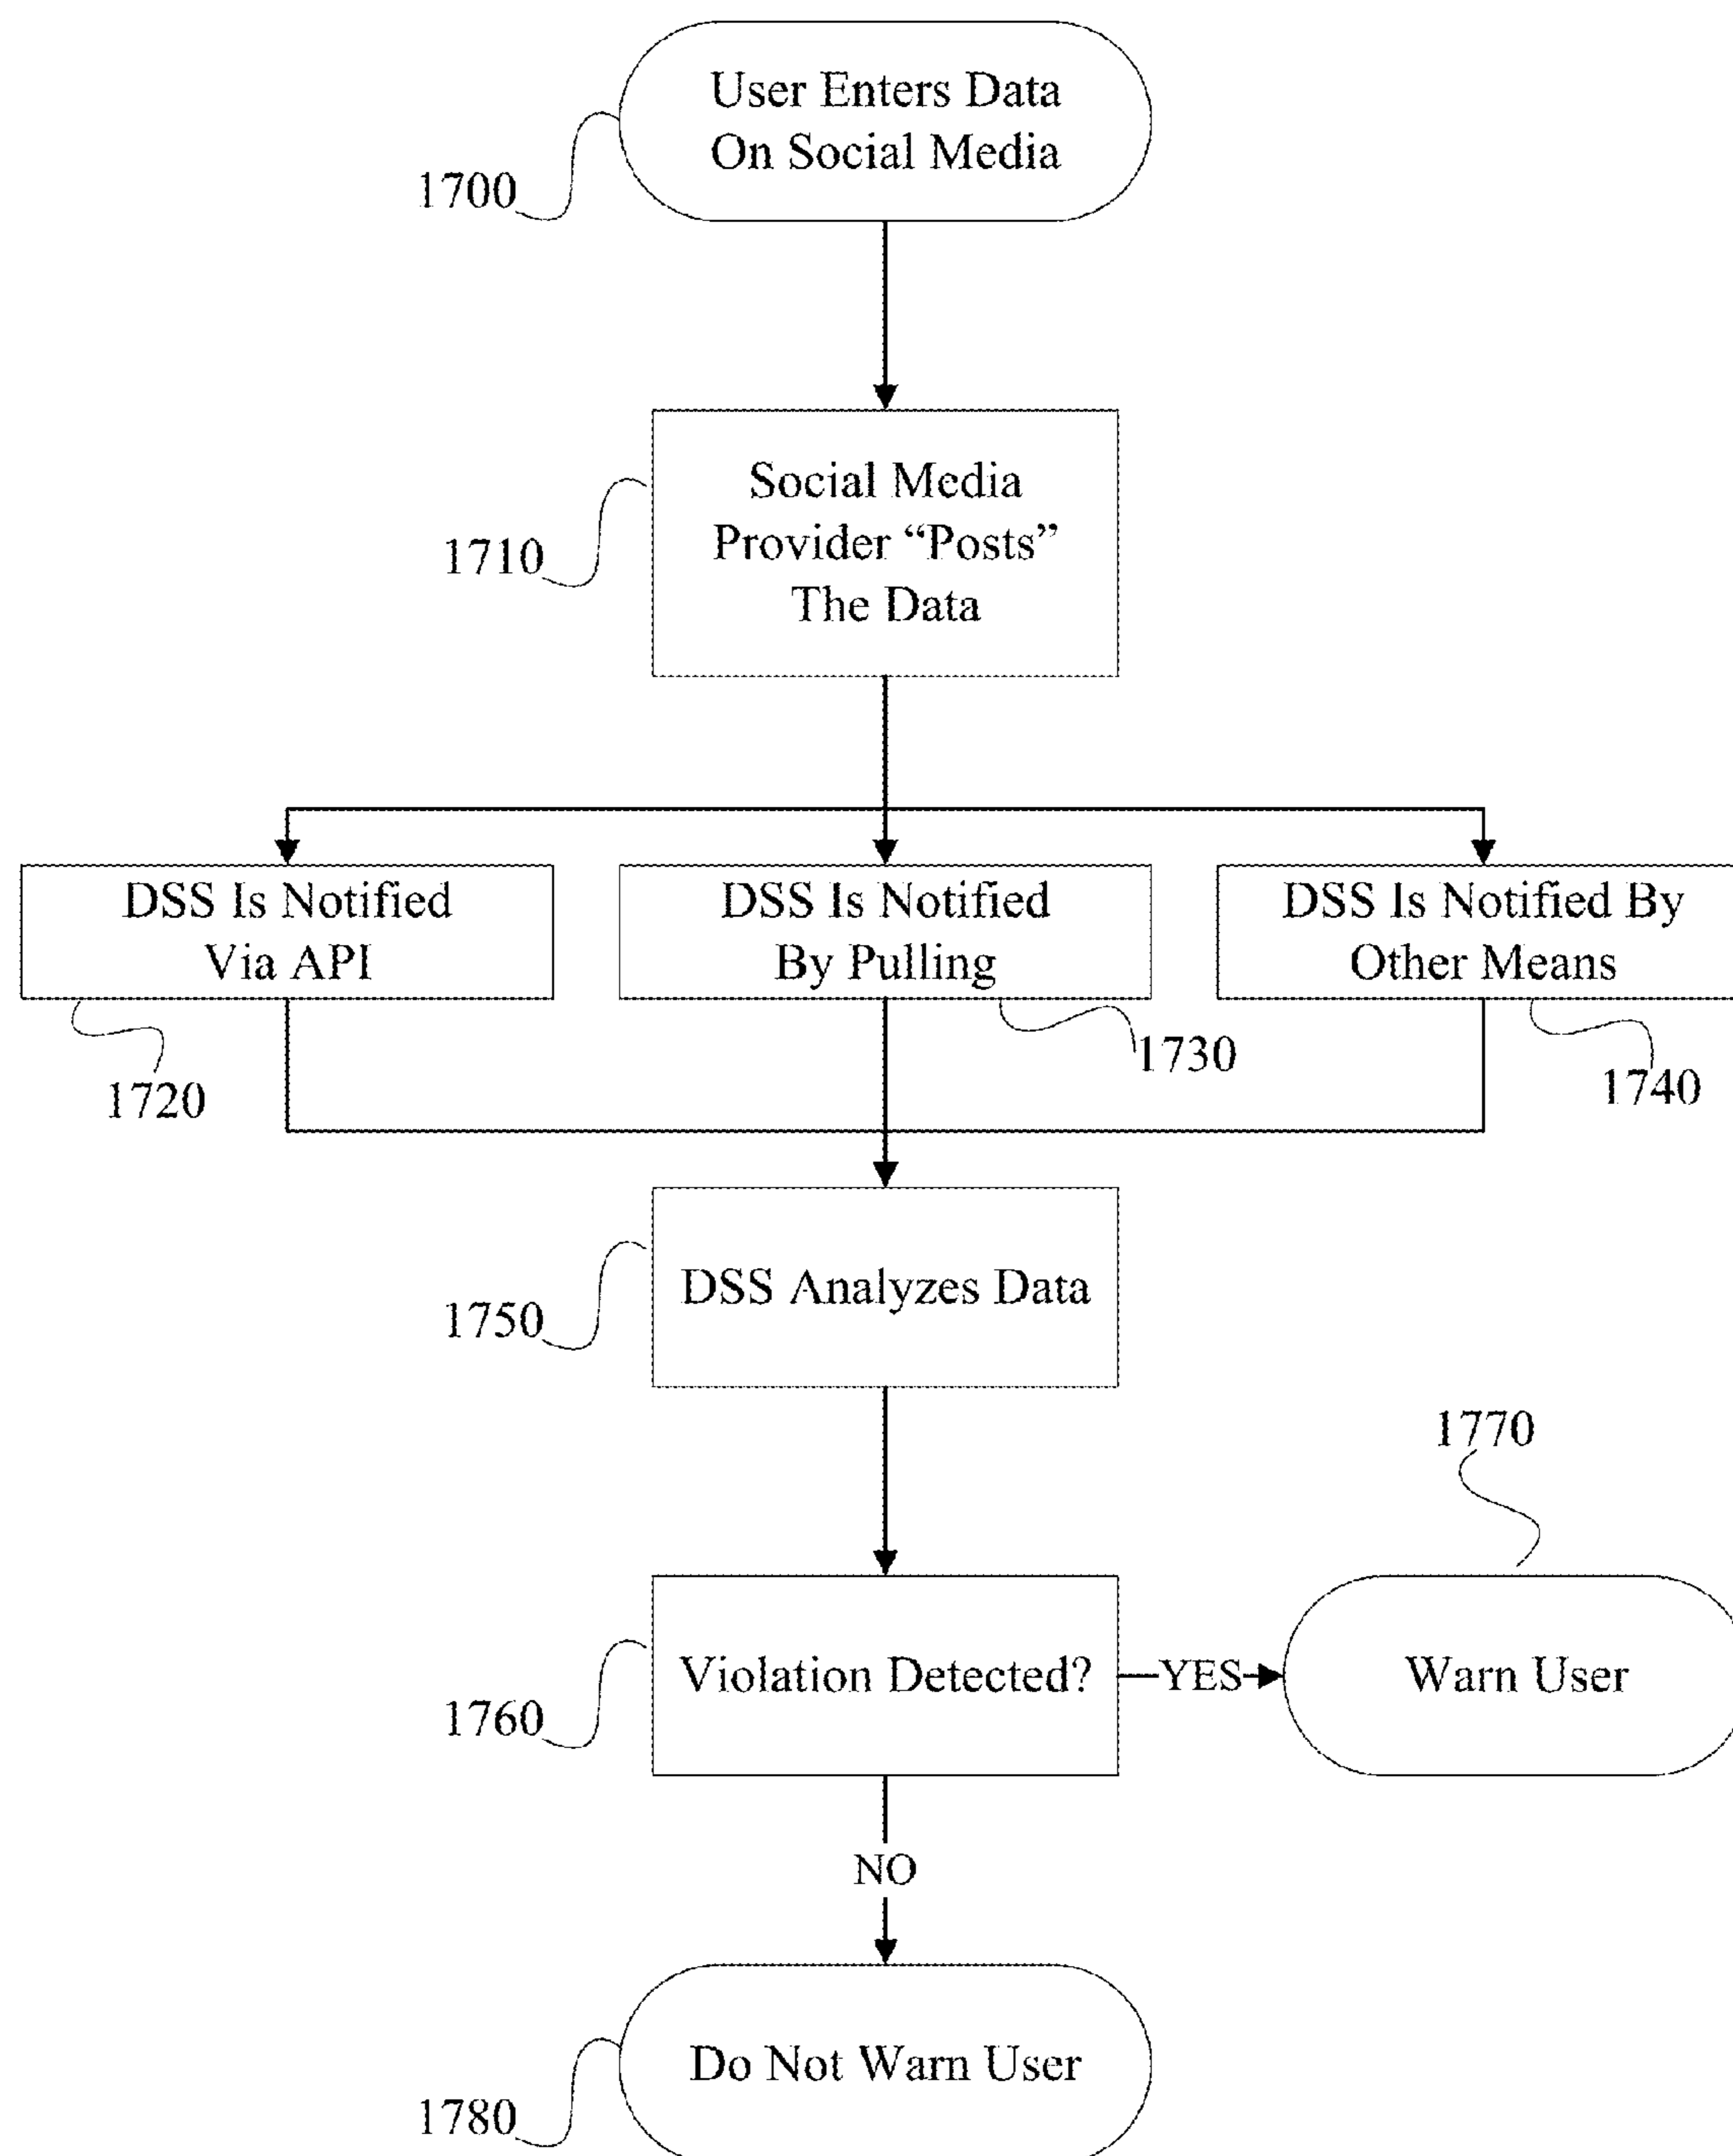 User Enters Data
On Social Media
1700
Social Media
Provider “Posts”
The Data
1710
DSS Is Notified
Via API
DSS Is Notified
By Pulling
DSS Is Notified By
Other Means
1720
1730
1740
DSS Analyzes Data
1750
1770
Violation Detected?
YES
Warn User
1760
NO
Do Not Warn User
1780